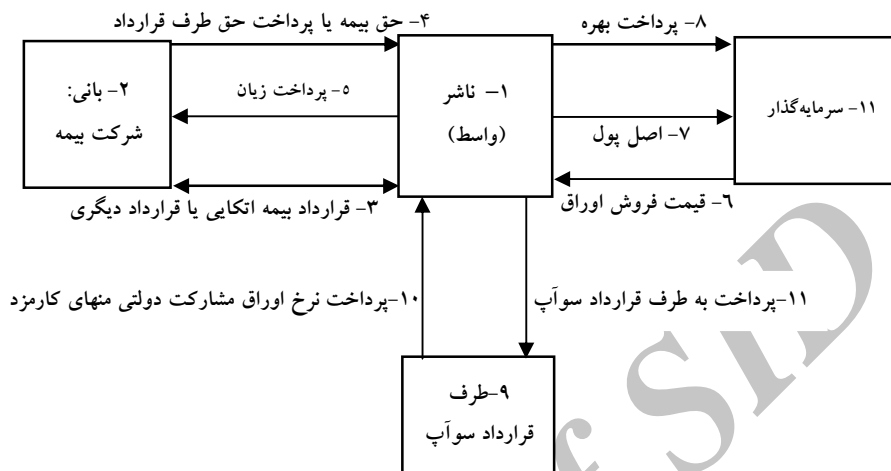 ۴- حق بیمه یا پرداخت حق طرف قرارداد
۸- پرداخت بهره
۲- بانی:
شرکت بیمه
۵- پرداخت زیان
۱- ناشر
(واسط)
۷- اصل پول
۱۱- سرمایه‌گذار
۳- قرارداد بیمه اتکایی یا قرارداد دیگری
۶- قیمت فروش اوراق
۱۰-پرداخت نرخ اوراق مشارکت دولتی منهای کارمزد
۱۱-پرداخت به طرف قرارداد سوآپ
۹-طرف
قرارداد سوآپ
f SID